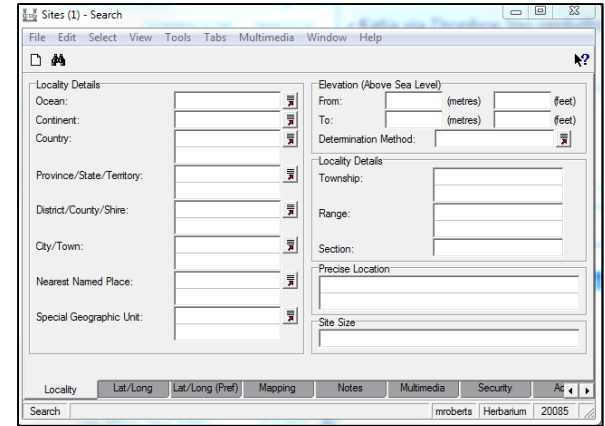 Sites (1) - Search
File Edit Select View Tools Tabs Multimedia Window Help
Locality Details
Ocean:
Continent:
Country:
Province/State/Territory:
District/County/Shire:
City/Town:
Nearest Named Place:
Special Geographic Unit:
Elevation (Above Sea Level)
From: (metres) (feet)
To: (metres) (feet)
Determination Method:
Locality Details
Township:
Range:
Section:
Precise Location
Site Size
Locality Lat/Long Lat/Long (Pref) Mapping Notes Multimedia Security
Search mroberts Herbarium 20085